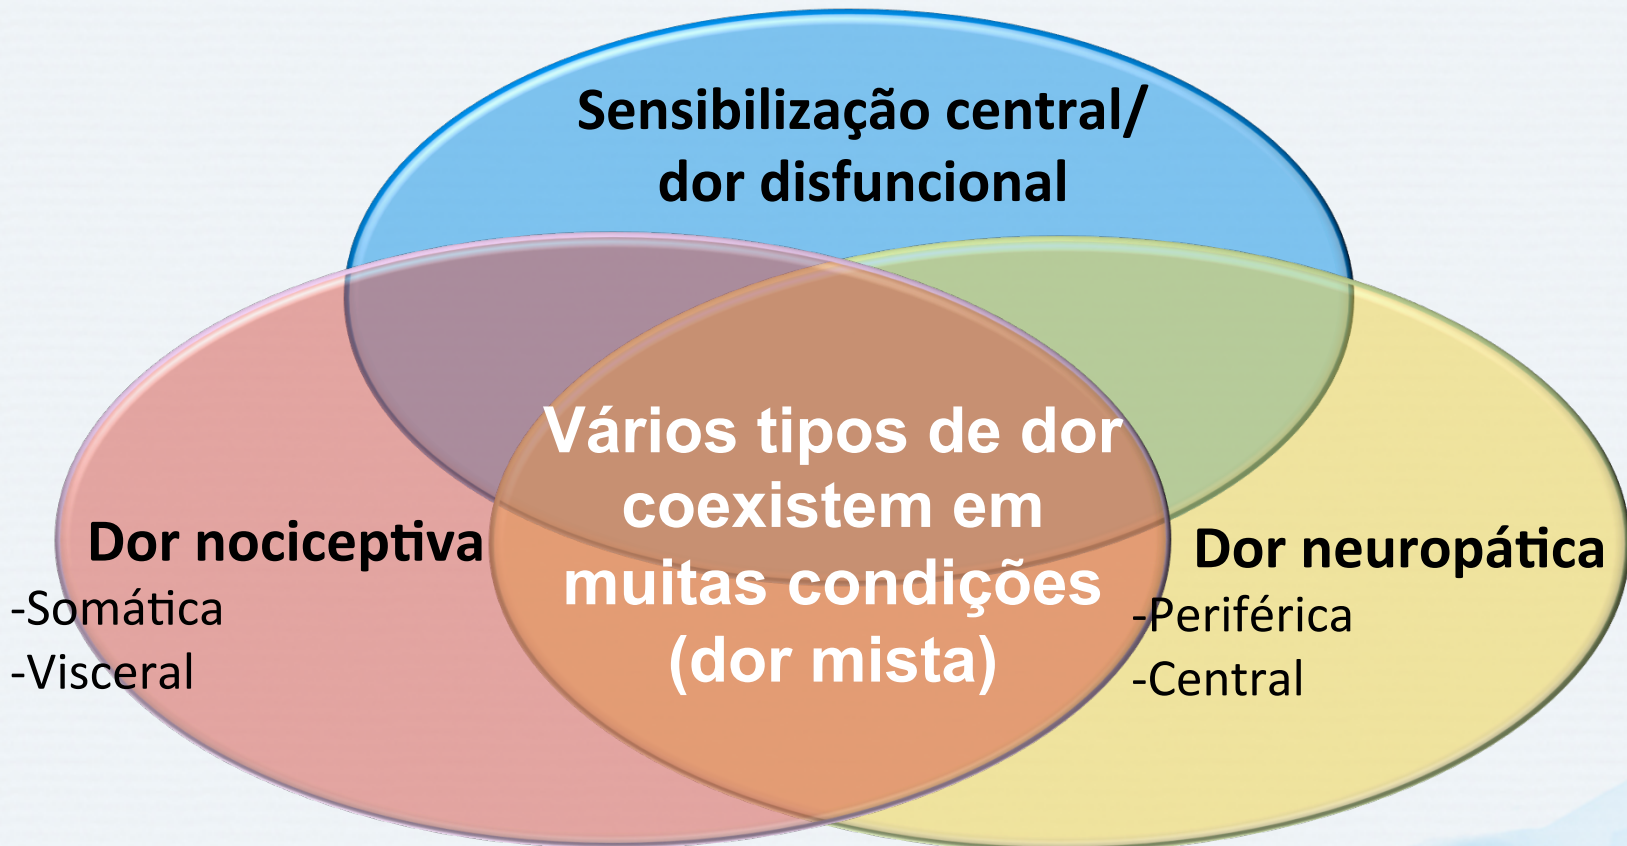 Sensibilização central/
dor disfuncional
Vários tipos de dor
coexistem em
muitas condições
(dor mista)
Dor nociceptiva
-Somática
-Visceral
Dor neuropática
-Periférica
-Central